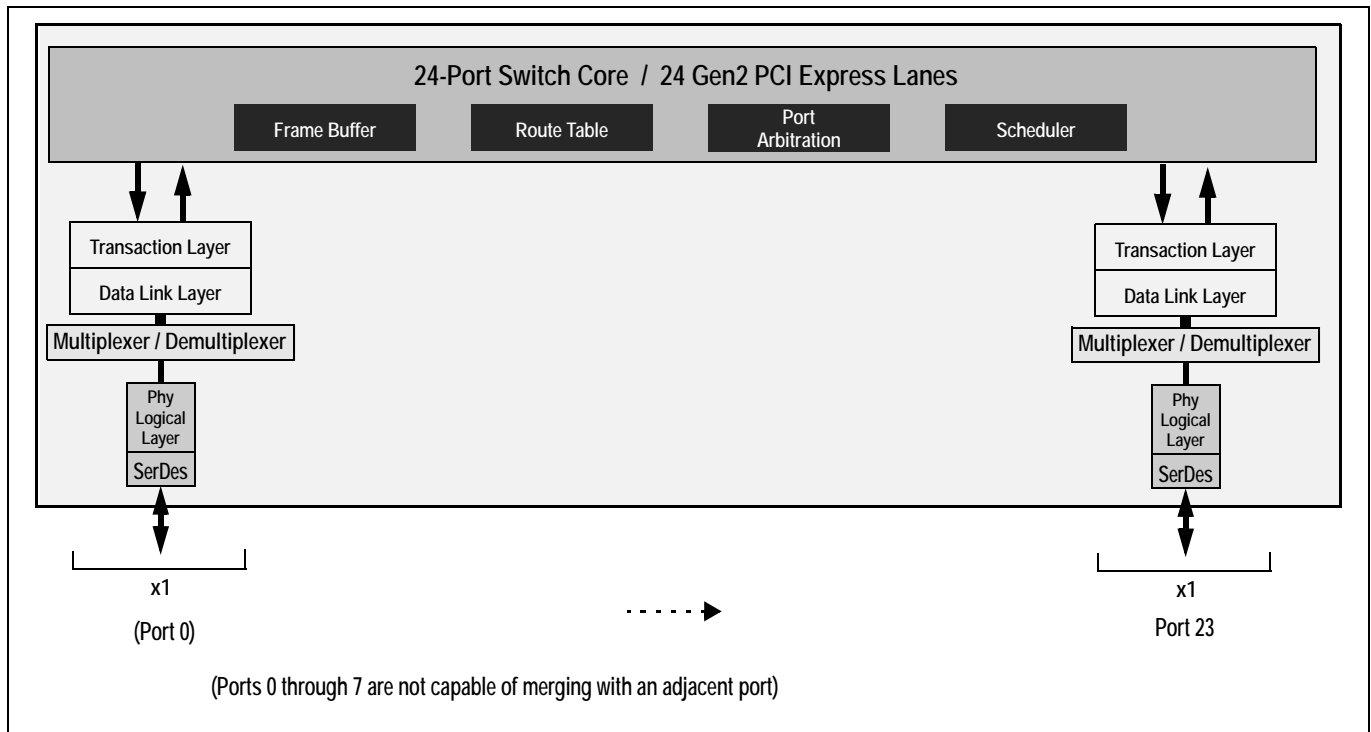 24-Port Switch Core / 24 Gen2 PCI Express Lanes
Frame Buffer
Route Table
Port
Arbitration
Scheduler
Transaction Layer
Data Link Layer
Multiplexer / Demultiplexer
Phy
Logical
Layer
SerDes
x1
(Port 0)
Transaction Layer
Data Link Layer
Multiplexer / Demultiplexer
Phy
Logical
Layer
SerDes
x1
Port 23
(Ports 0 through 7 are not capable of merging with an adjacent port)